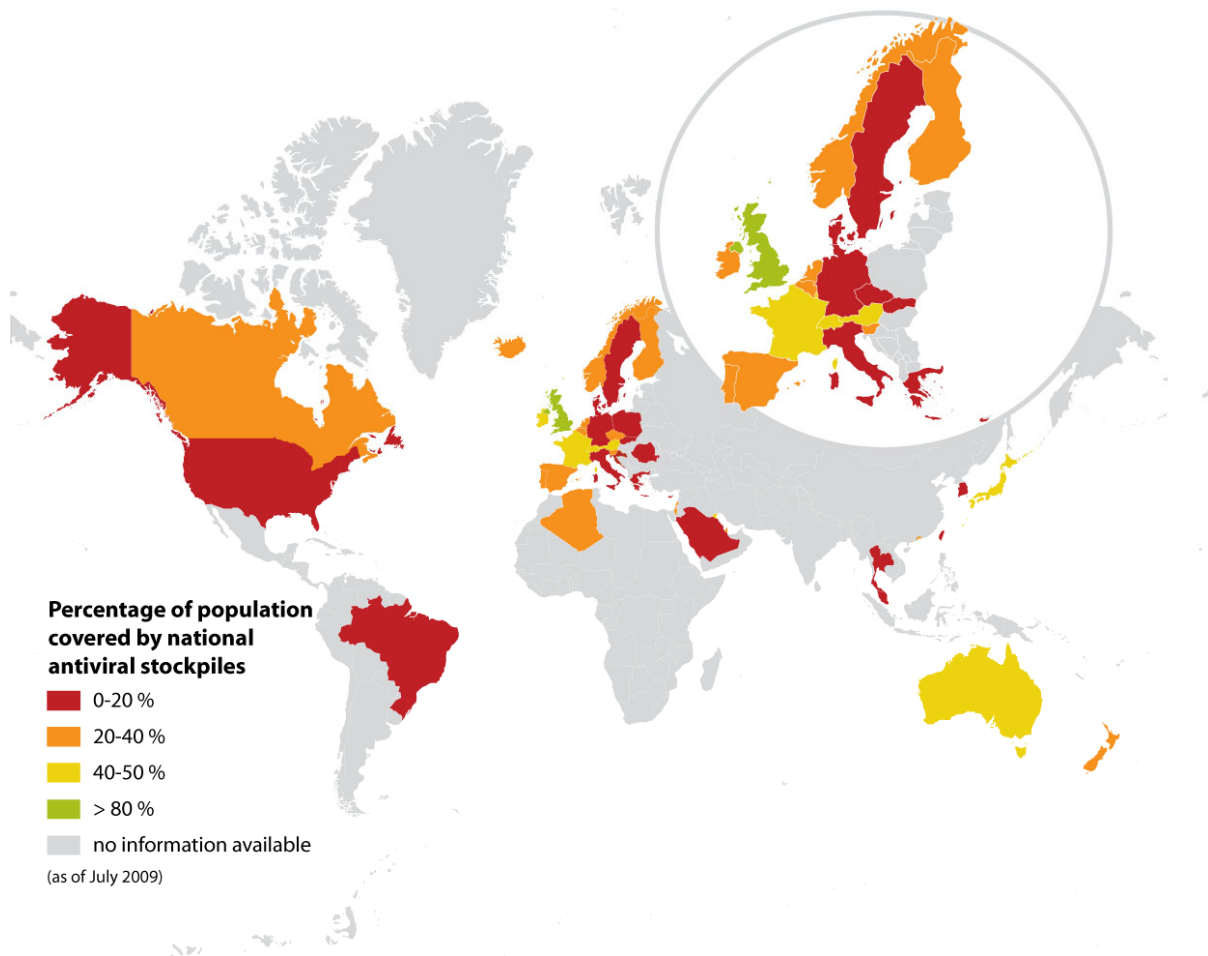 Percentage of population
covered by national
antiviral stockpiles
0-20 %
20-40 %
40-50 %
> 80 %
no information available
(as of July 2009)